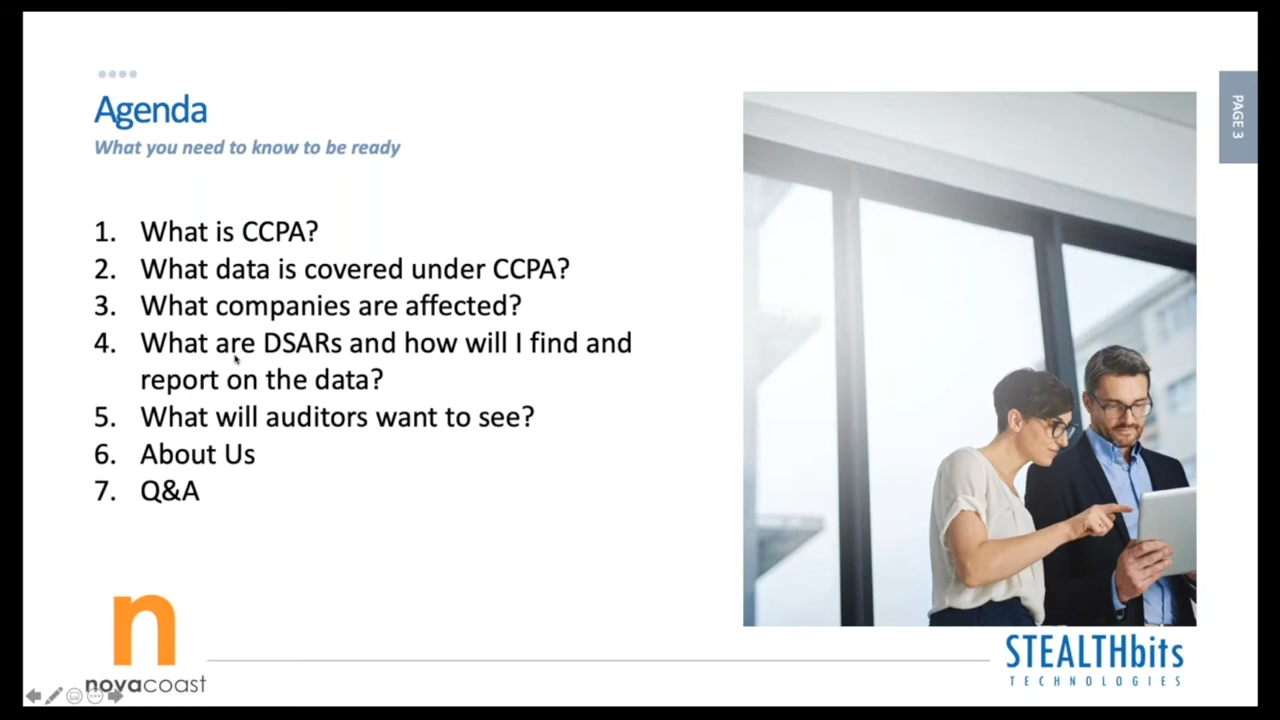 Agenda
What you need to know to be ready
PAGE 3
1. What is CCPA?
2. What data is covered under CCPA?
3. What companies are affected?
4. What are DSARs and how will I find and
report on the data?
5. What will auditors want to see?
6. About Us
7. Q&A
n
novacoast
STEALTHbits
TECHNOLOGIES